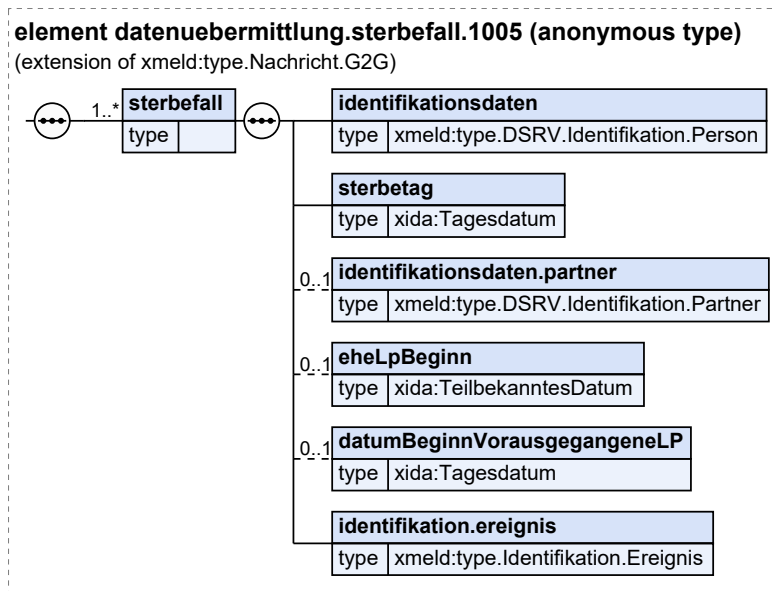 element datenuebermittlung.sterbefall.1005 (anonymous type)
(extension of xmeld:type.Nachricht.G2G)
1..*
sterbefall
type
identifikationsdaten
type xmeld:type.DSRV.Identifikation.Person
sterbetag
type xida:Tagesdatum
0..1
identifikationsdaten.partner
type xmeld:type.DSRV.Identifikation.Partner
0..1
eheLpBeginn
type xida:TeilbekanntesDatum
0..1
datumBeginnVorausgegangeneLP
type xida:Tagesdatum
identifikation.ereignis
type xmeld:type.Identifikation.Ereignis